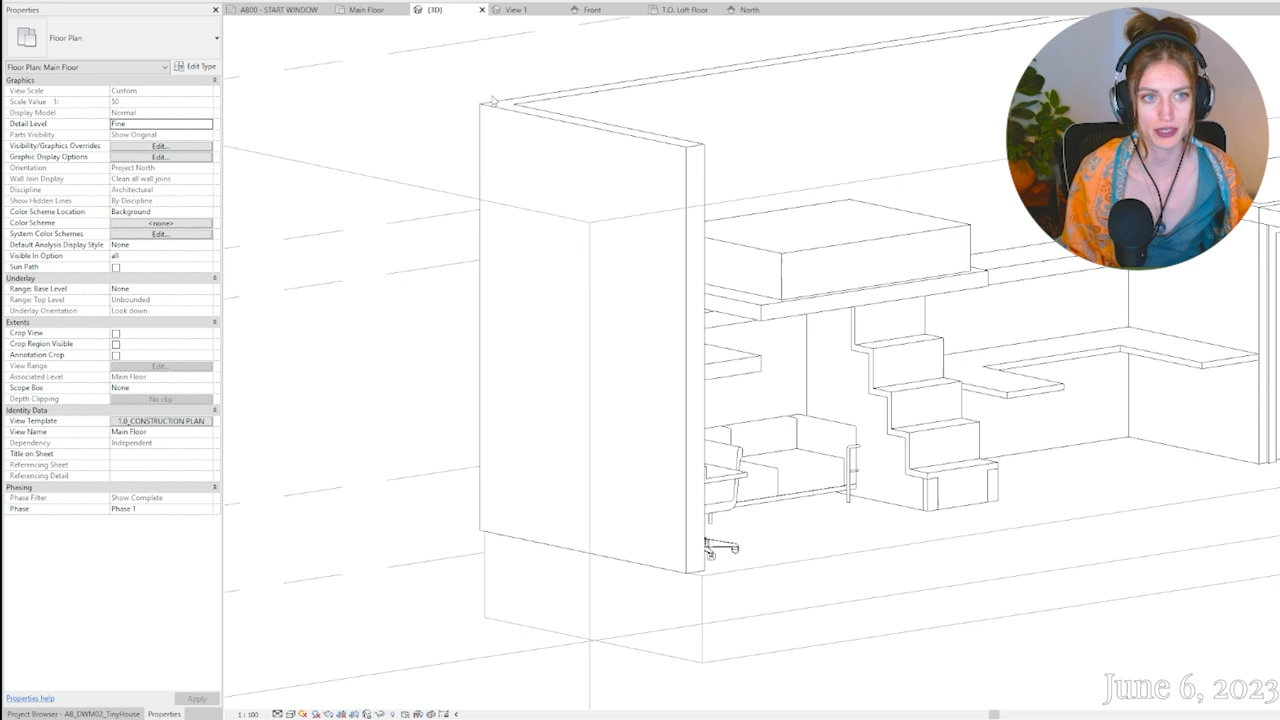 Properties
AB00 - START WINDOW
Main Floor
{3D}
View 1
Front
T.O. Loft Floor
North
Floor Plan
Floor Plan: Main Floor
Edit Type
Graphics
View Scale Custom
Scale Value 1: 50
Display Model Normal
Detail Level Fine
Parts Visibility Show Original
Visibility/Graphics Overrides Edit...
Graphic Display Options Edit...
Orientation Project North
Wall Join Display Clean all wall joins
Discipline Architectural
Show Hidden Lines By Discipline
Color Scheme Location Background
Color Scheme <none>
System Color Schemes Edit...
Default Analysis Display Style None
Visible In Option all
Sun Path
Underlay
Range: Base Level None
Range: Top Level Unbounded
Underlay Orientation Look down
Extents
Crop View
Crop Region Visible
Annotation Crop
View Range Edit...
Associated Level Main Floor
Scope Box None
Depth Clipping No clip
Identity Data
View Template 1.0_CONSTRUCTION PLAN
View Name Main Floor
Dependency Independent
Title on Sheet
Referencing Sheet
Referencing Detail
Phasing
Phase Filter Show Complete
Phase Phase 1
Properties help
Apply
Project Browser - AB_DWM02_TinyHouse
Properties
1 : 100
June 6, 2023